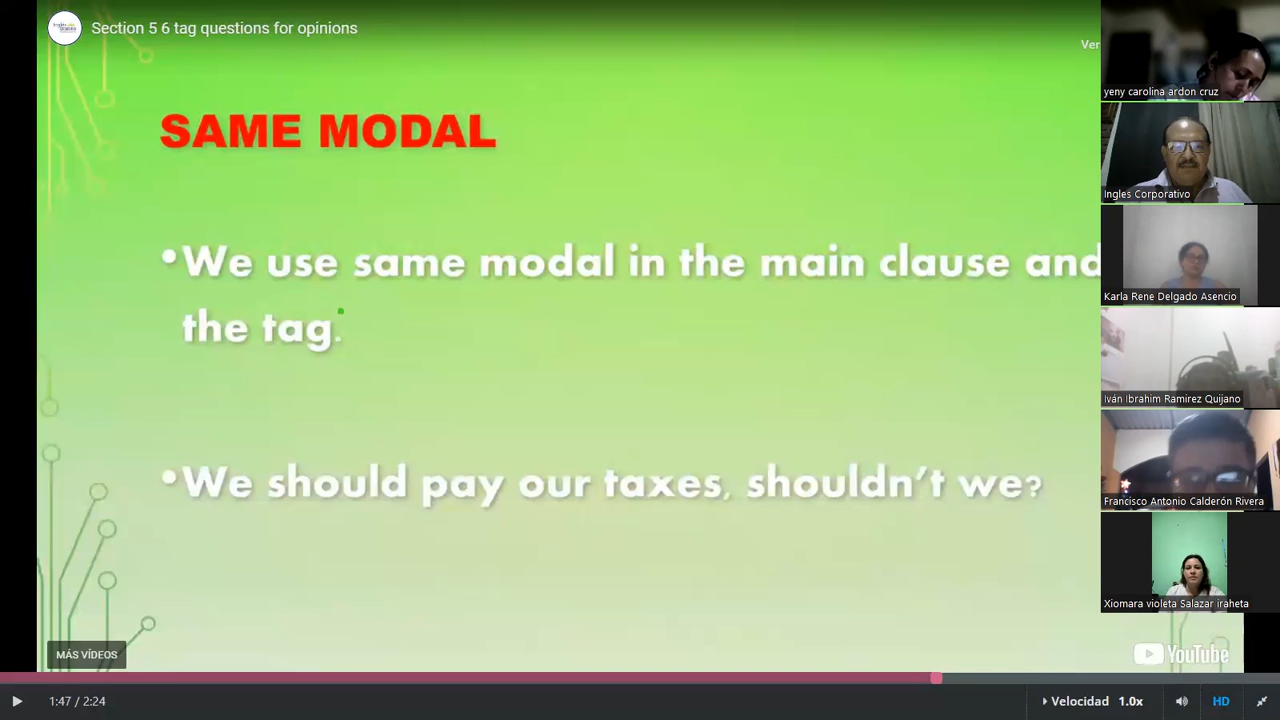 Section 5 6 tag questions for opinions
Ver
yeny carolina ardon cruz
SAME MODAL
Ingles Corporativo
•We use same modal in the main clause and
the tag.
Karla Rene Delgado Asencio
Iván Ibrahim Ramirez Quijano
•We should pay our taxes, shouldn't we?
Francisco Antonio Calderón Rivera
Xiomara violeta Salazar iraheta
MÁS VÍDEOS
YouTube
1:47 / 2:24
Velocidad 1.0x
HD